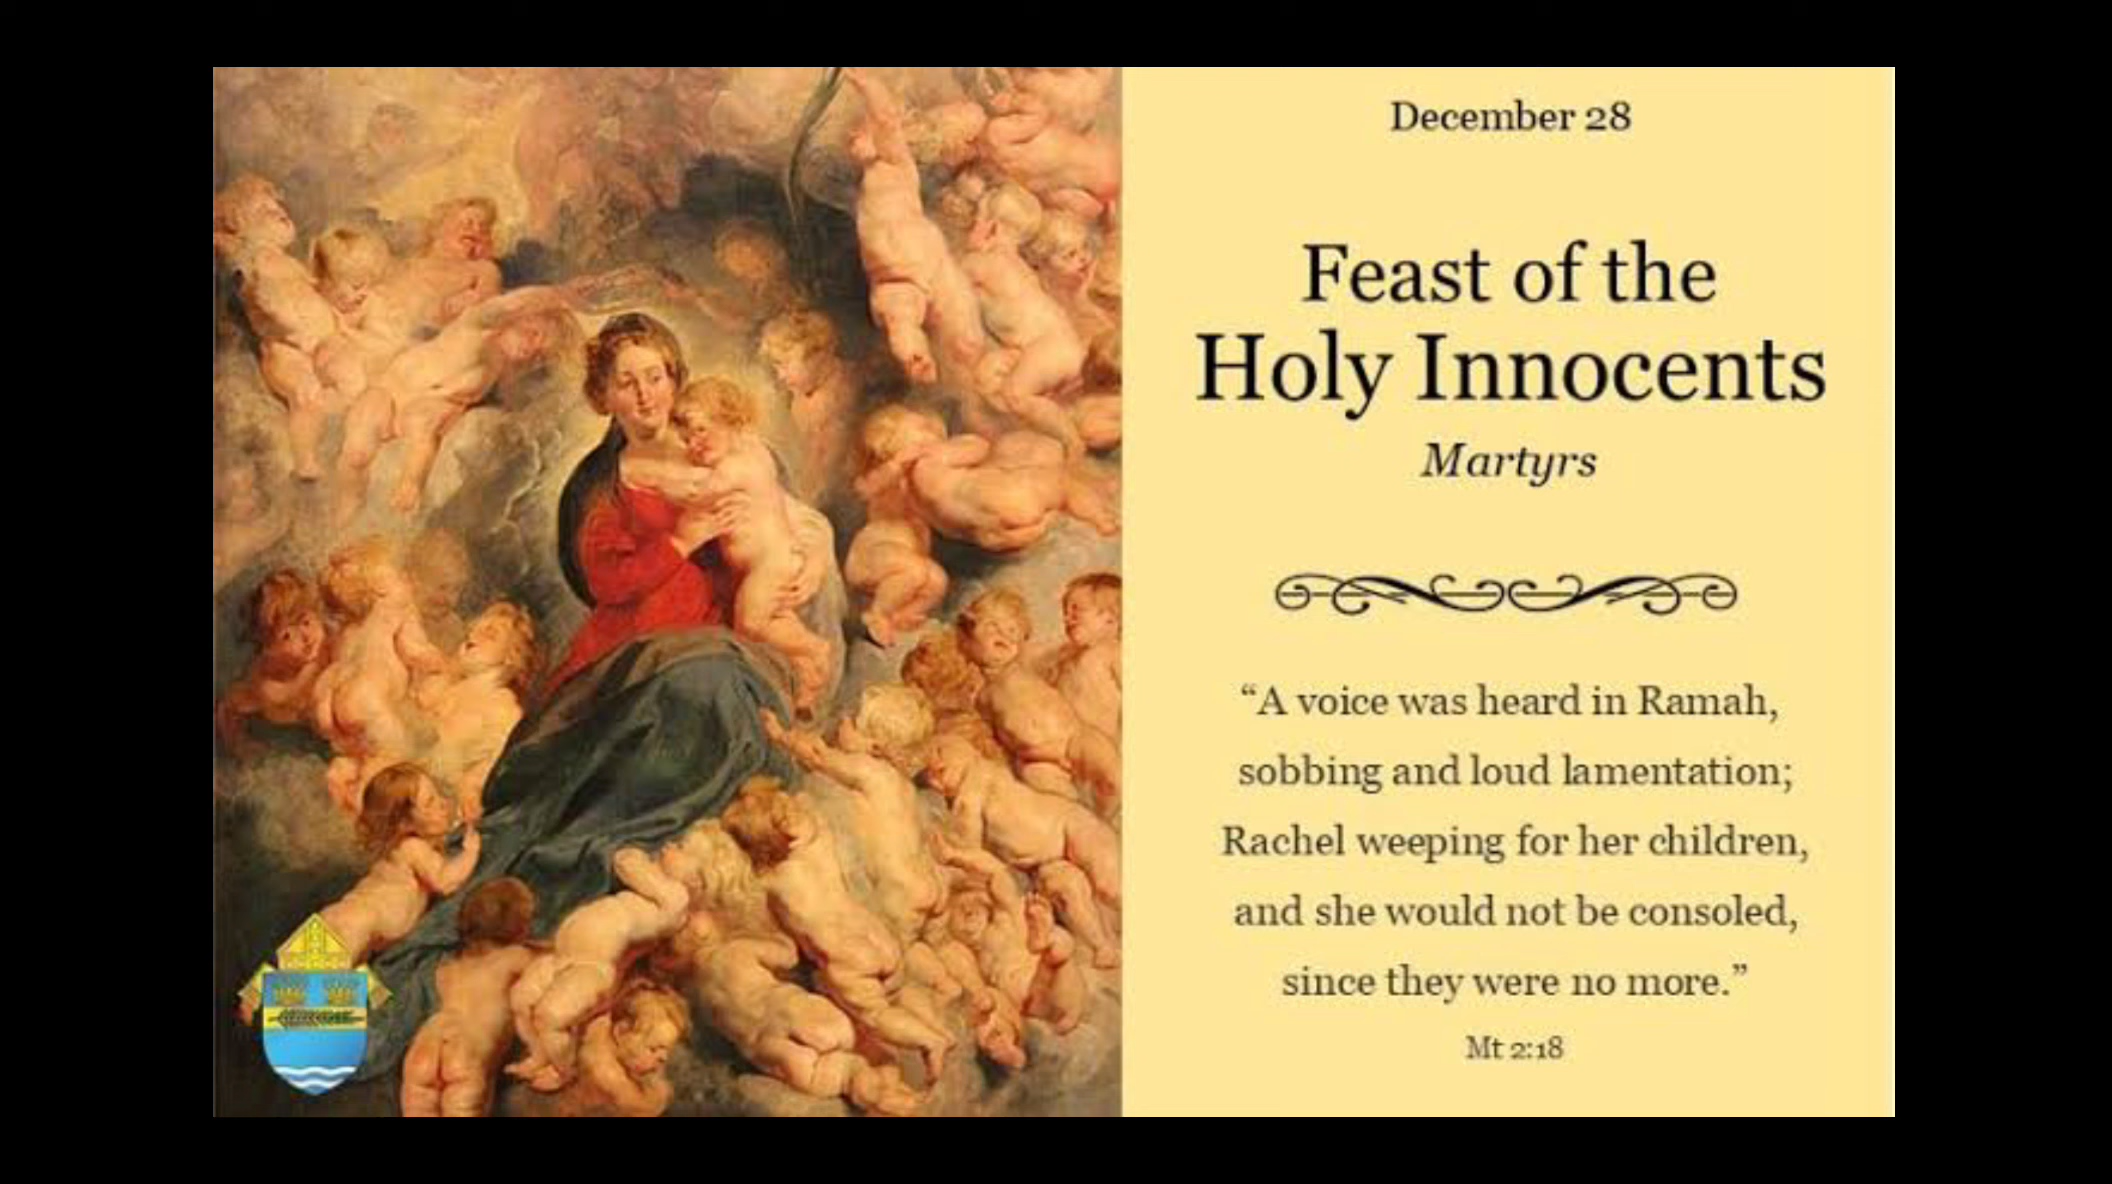 December 28
Feast of the
Holy Innocents
Martyrs
“A voice was heard in Ramah,
sobbing and loud lamentation;
Rachel weeping for her children,
and she would not be consoled,
since they were no more.”
Mt 2:18